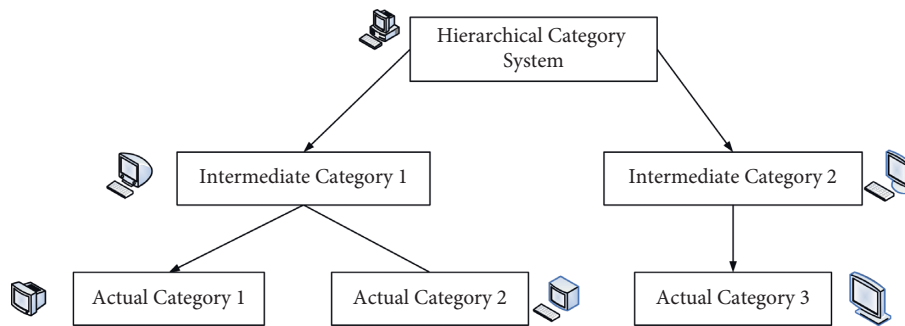 Hierarchical Category
System
Intermediate Category 1
Intermediate Category 2
Actual Category 1
Actual Category 2
Actual Category 3